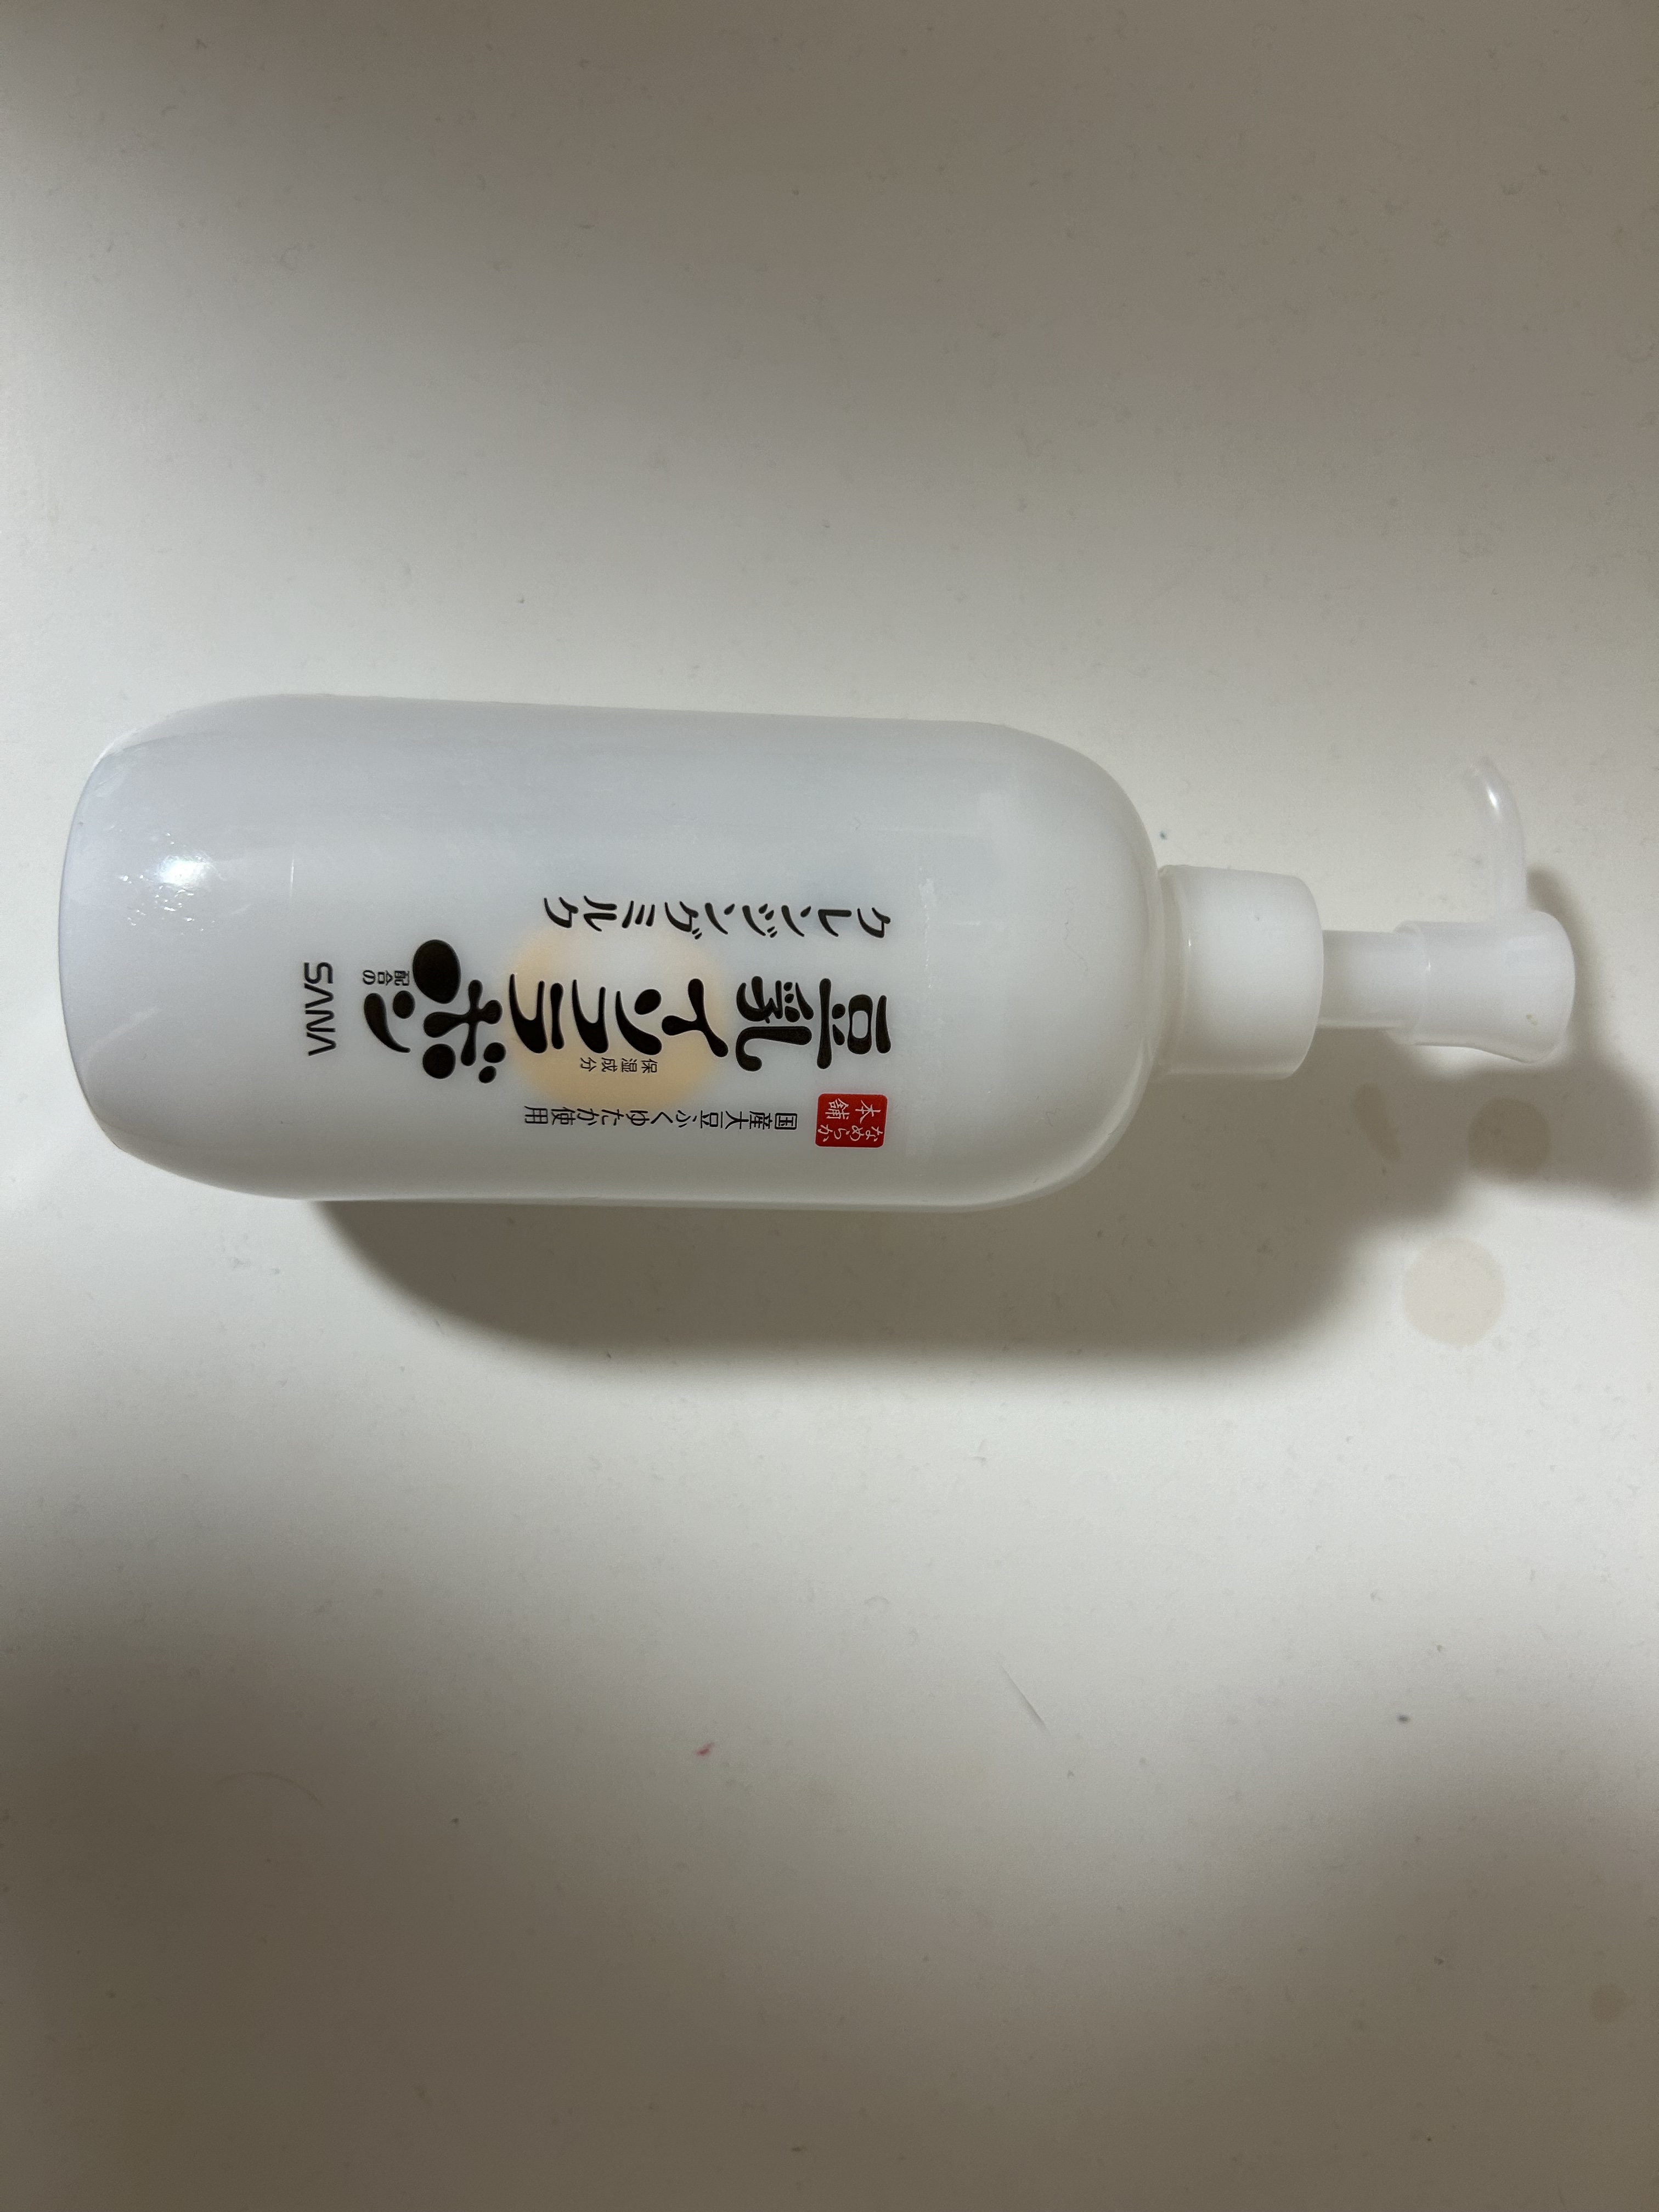 なめらか
本舗
国産大豆ふくゆたか使用
豆乳イソフラボン
保湿成分
配合の
クレンジングミルク
SANA